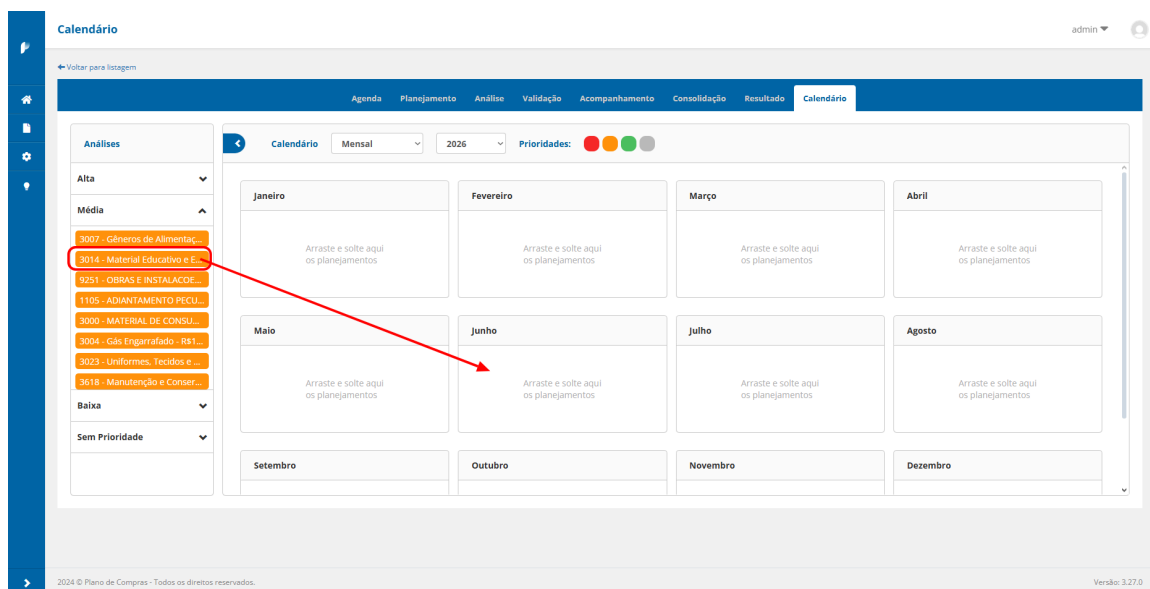 Calendário
admin
Voltar para listagem
Agenda Planejamento Análise Validação Acompanhamento Consolidação Resultado Calendário
Análises
Calendário Mensal 2026 Prioridades:
Alta
Média
3007 - Gêneros de Alimentaç...
3014 - Material Educativo e E...
9251 - OBRAS E INSTALACOE...
1105 - ADIANTAMENTO PECU...
3000 - MATERIAL DE CONSU...
3004 - Gás Engarrafado - R$1...
3023 - Uniformes, Tecidos e ...
3618 - Manutenção e Conser...
Baixa
Sem Prioridade
Janeiro
Arraste e solte aqui
os planejamentos
Fevereiro
Arraste e solte aqui
os planejamentos
Março
Arraste e solte aqui
os planejamentos
Abril
Arraste e solte aqui
os planejamentos
Maio
Arraste e solte aqui
os planejamentos
Junho
Arraste e solte aqui
os planejamentos
Julho
Arraste e solte aqui
os planejamentos
Agosto
Arraste e solte aqui
os planejamentos
Setembro
Outubro
Novembro
Dezembro
2024 © Plano de Compras - Todos os direitos reservados.
Versão: 3.27.0